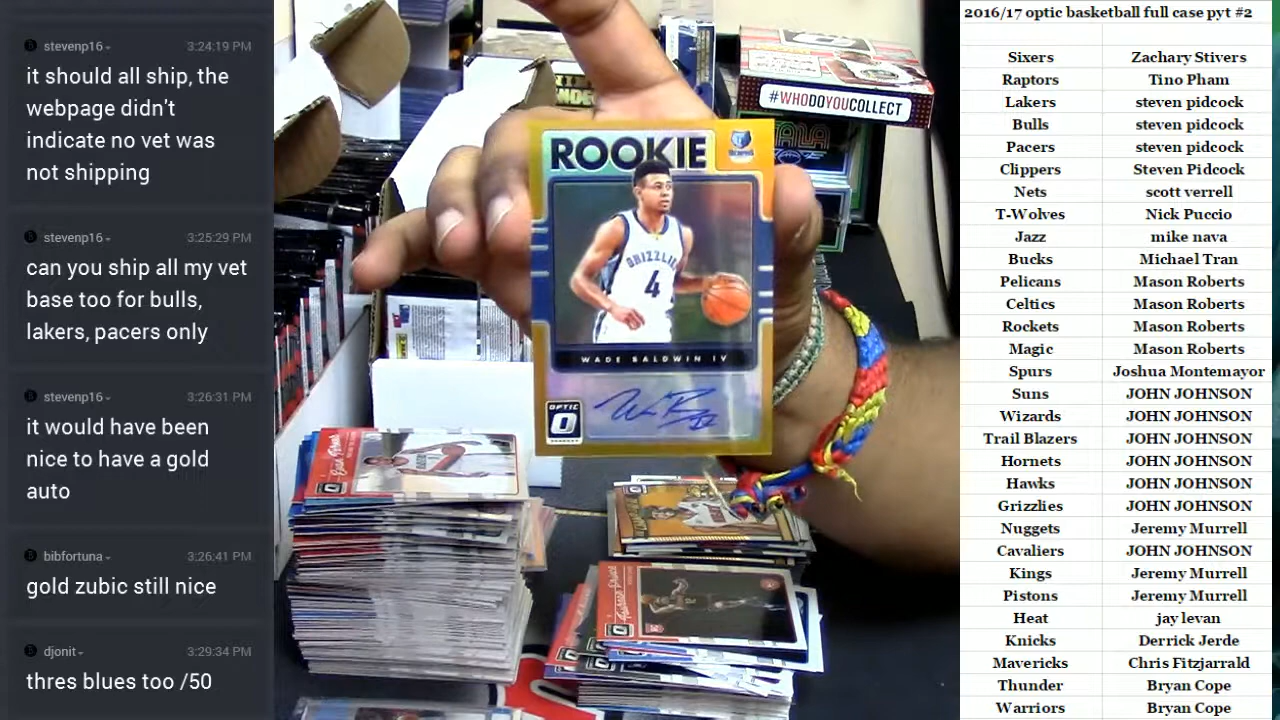 stevenp16
3:24:19 PM
it should all ship, the
webpage didn't
indicate no vet was
not shipping
stevenp16
3:25:29 PM
can you ship all my vet
base too for bulls,
lakers, pacers only
stevenp16
3:26:31 PM
it would have been
nice to have a gold
auto
bibfortuna
3:26:41 PM
gold zubic still nice
djonit
3:29:34 PM
thres blues too /50
#WHODOYOUCOLLECT
ROOKIE
GRIZZLIES
4
WADE BALDWIN IV
OPTIC
2016/17 optic basketball full case pyt #2
Sixers Zachary Stivers
Raptors Tino Pham
Lakers steven pidcock
Bulls steven pidcock
Pacers steven pidcock
Clippers Steven Pidcock
Nets scott verrell
T-Wolves Nick Puccio
Jazz mike nava
Bucks Michael Tran
Pelicans Mason Roberts
Celtics Mason Roberts
Rockets Mason Roberts
Magic Mason Roberts
Spurs Joshua Montemayor
Suns JOHN JOHNSON
Wizards JOHN JOHNSON
Trail Blazers JOHN JOHNSON
Hornets JOHN JOHNSON
Hawks JOHN JOHNSON
Grizzlies JOHN JOHNSON
Nuggets Jeremy Murrell
Cavaliers JOHN JOHNSON
Kings Jeremy Murrell
Pistons Jeremy Murrell
Heat jay levan
Knicks Derrick Jerde
Mavericks Chris Fitzjarrald
Thunder Bryan Cope
Warriors Bryan Cope